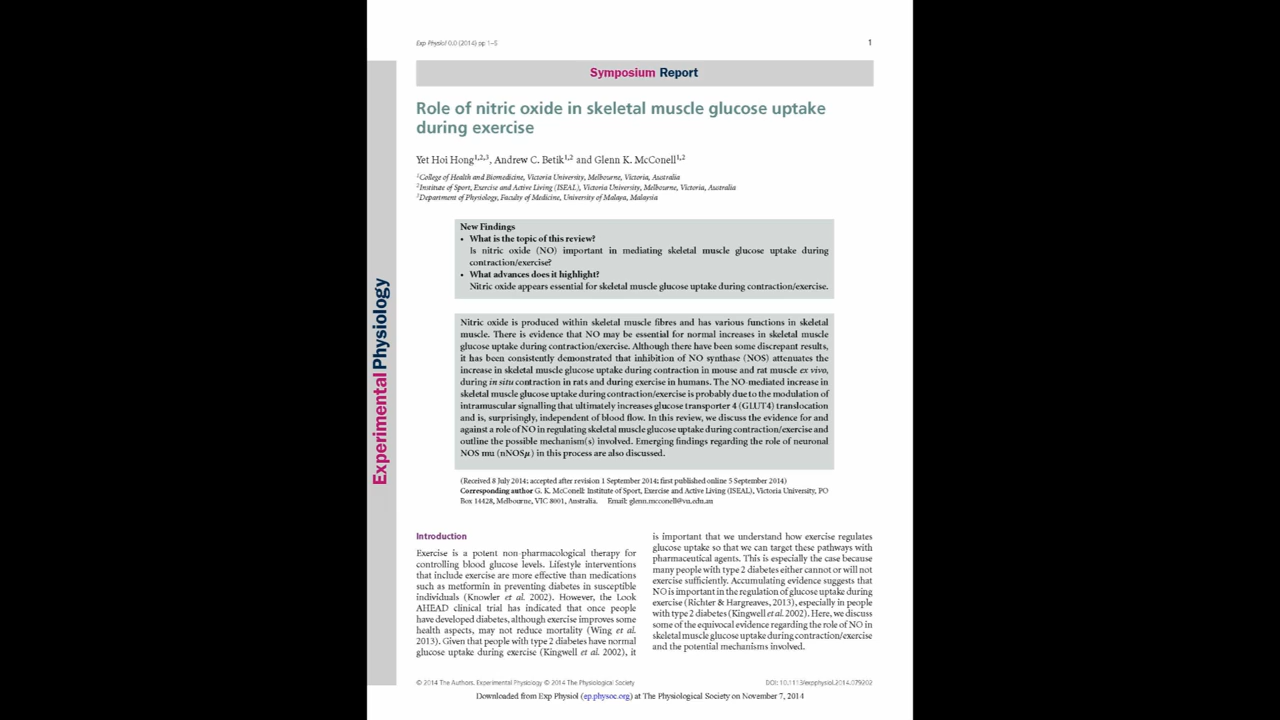 Exp Physiol 0.0 (2014) pp 1–5
1
Symposium Report
Role of nitric oxide in skeletal muscle glucose uptake
during exercise
Yet Hoi Hong1,2,3, Andrew C. Betik1,2 and Glenn K. McConell1,2
1College of Health and Biomedicine, Victoria University, Melbourne, Victoria, Australia
2Institute of Sport, Exercise and Active Living (ISEAL), Victoria University, Melbourne, Victoria, Australia
3Department of Physiology, Faculty of Medicine, University of Malaya, Malaysia
New Findings
• What is the topic of this review?
Is nitric oxide (NO) important in mediating skeletal muscle glucose uptake during
contraction/exercise?
• What advances does it highlight?
Nitric oxide appears essential for skeletal muscle glucose uptake during contraction/exercise.
Nitric oxide is produced within skeletal muscle fibres and has various functions in skeletal
muscle. There is evidence that NO may be essential for normal increases in skeletal muscle
glucose uptake during contraction/exercise. Although there have been some discrepant results,
it has been consistently demonstrated that inhibition of NO synthase (NOS) attenuates the
increase in skeletal muscle glucose uptake during contraction in mouse and rat muscle ex vivo,
during in situ contraction in rats and during exercise in humans. The NO-mediated increase in
skeletal muscle glucose uptake during contraction/exercise is probably due to the modulation of
intramuscular signalling that ultimately increases glucose transporter 4 (GLUT4) translocation
and is, surprisingly, independent of blood flow. In this review, we discuss the evidence for and
against a role of NO in regulating skeletal muscle glucose uptake during contraction/exercise and
outline the possible mechanism(s) involved. Emerging findings regarding the role of neuronal
NOS mu (nNOSμ) in this process are also discussed.
(Received 8 July 2014; accepted after revision 1 September 2014; first published online 5 September 2014)
Corresponding author G. K. McConell: Institute of Sport, Exercise and Active Living (ISEAL), Victoria University, PO
Box 14428, Melbourne, VIC 8001, Australia. Email: glenn.mcconell@vu.edu.au
Experimental Physiology
Introduction
Exercise is a potent non-pharmacological therapy for
controlling blood glucose levels. Lifestyle interventions
that include exercise are more effective than medications
such as metformin in preventing diabetes in susceptible
individuals (Knowler et al. 2002). However, the Look
AHEAD clinical trial has indicated that once people
have developed diabetes, although exercise improves some
health aspects, may not reduce mortality (Wing et al.
2013). Given that people with type 2 diabetes have normal
glucose uptake during exercise (Kingwell et al. 2002), it
is important that we understand how exercise regulates
glucose uptake so that we can target these pathways with
pharmaceutical agents. This is especially the case because
many people with type 2 diabetes either cannot or will not
exercise sufficiently. Accumulating evidence suggests that
NO is important in the regulation of glucose uptake during
exercise (Richter & Hargreaves, 2013), especially in people
with type 2 diabetes (Kingwell et al. 2002). Here, we discuss
some of the equivocal evidence regarding the role of NO in
skeletal muscle glucose uptake during contraction/exercise
and the potential mechanisms involved.
© 2014 The Authors. Experimental Physiology © 2014 The Physiological Society
DOI: 10.1113/expphysiol.2014.079202
Downloaded from Exp Physiol (ep.physoc.org) at The Physiological Society on November 7, 2014